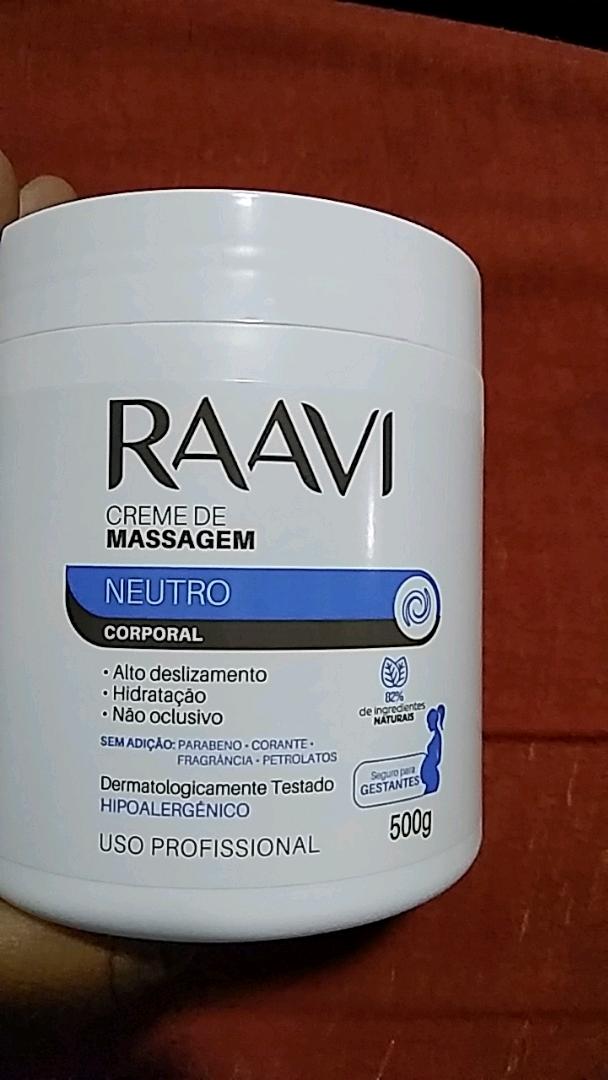 RAAVI
CREME DE
MASSAGEM
NEUTRO
CORPORAL
• Alto deslizamento
• Hidratação
• Não oclusivo
82%
de ingredientes
NATURAIS
SEM ADIÇÃO: PARABENO • CORANTE •
FRAGRÂNCIA • PETROLATOS
Dermatologicamente Testado
HIPOALERGÊNICO
Seguro para
GESTANTES
USO PROFISSIONAL
500g